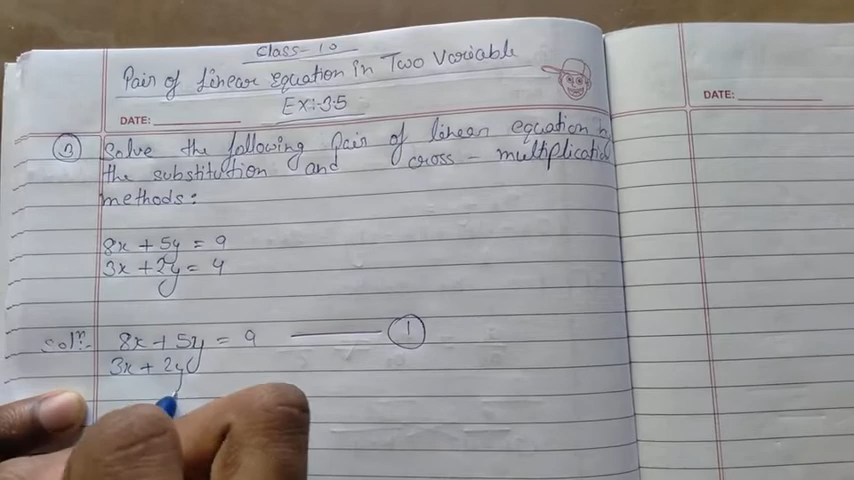 Class - 10
Pair of Linear Equation in Two Variable
Ex:-3.5
DATE:
DATE:
③ Solve the following pair of linear equation by
the substitution and cross - multiplication
methods:
8x + 5y = 9
3x + 2y = 4
Solⁿ:- 8x + 5y = 9 ①
3x + 2y